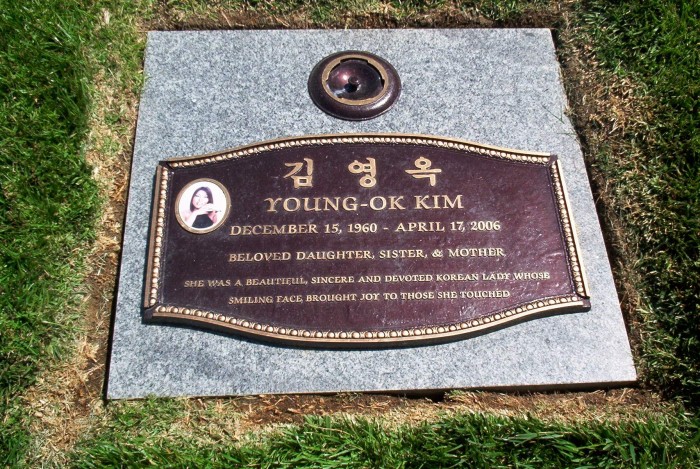 김영옥
YOUNG-OK KIM
DECEMBER 15, 1960 - APRIL 17, 2006
BELOVED DAUGHTER, SISTER, & MOTHER
SHE WAS A BEAUTIFUL, SINCERE AND DEVOTED KOREAN LADY WHOSE
SMILING FACE BROUGHT JOY TO THOSE SHE TOUCHED